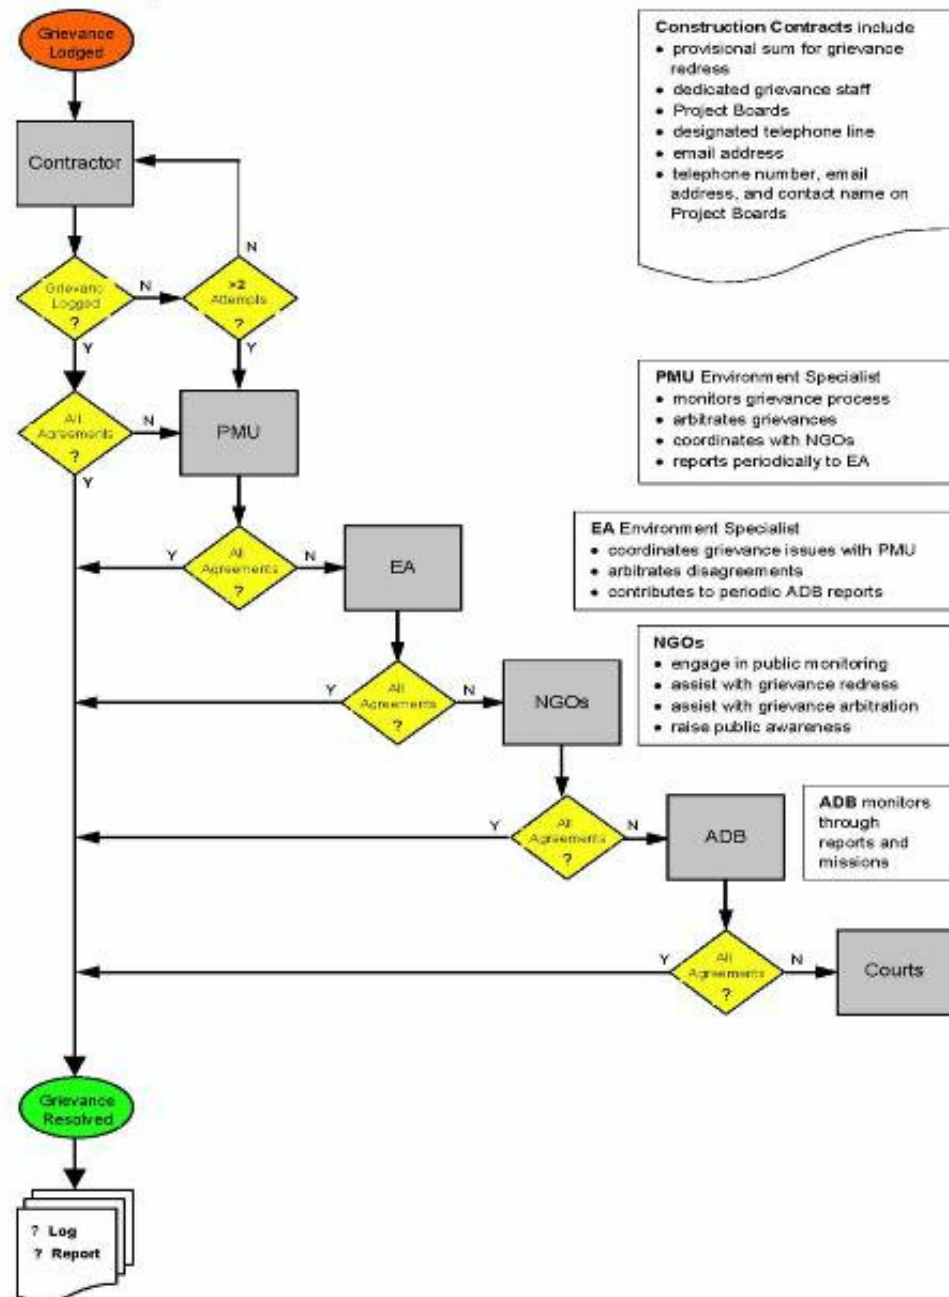 Grievance
Lodged
Construction Contracts include
• provisional sum for grievance
redress
• dedicated grievance staff
• Project Boards
• designated telephone line
• email address
• telephone number, email
address, and contact name on
Project Boards
Contractor
N
Grievanc
Logged
?
N
>2
Attempts
?
Y
Y
All
Agreements
?
N
Y
PMU
PMU Environment Specialist
• monitors grievance process
• arbitrates grievances
• coordinates with NGOs
• reports periodically to EA
Y
All
Agreements
?
N
EA
EA Environment Specialist
• coordinates grievance issues with PMU
• arbitrates disagreements
• contributes to periodic ADB reports
Y
All
Agreements
?
N
NGOs
NGOs
• engage in public monitoring
• assist with grievance redress
• assist with grievance arbitration
• raise public awareness
Y
All
Agreements
?
N
ADB
ADB monitors
through
reports and
missions
Y
All
Agreements
?
N
Courts
Grievance
Resolved
? Log
? Report